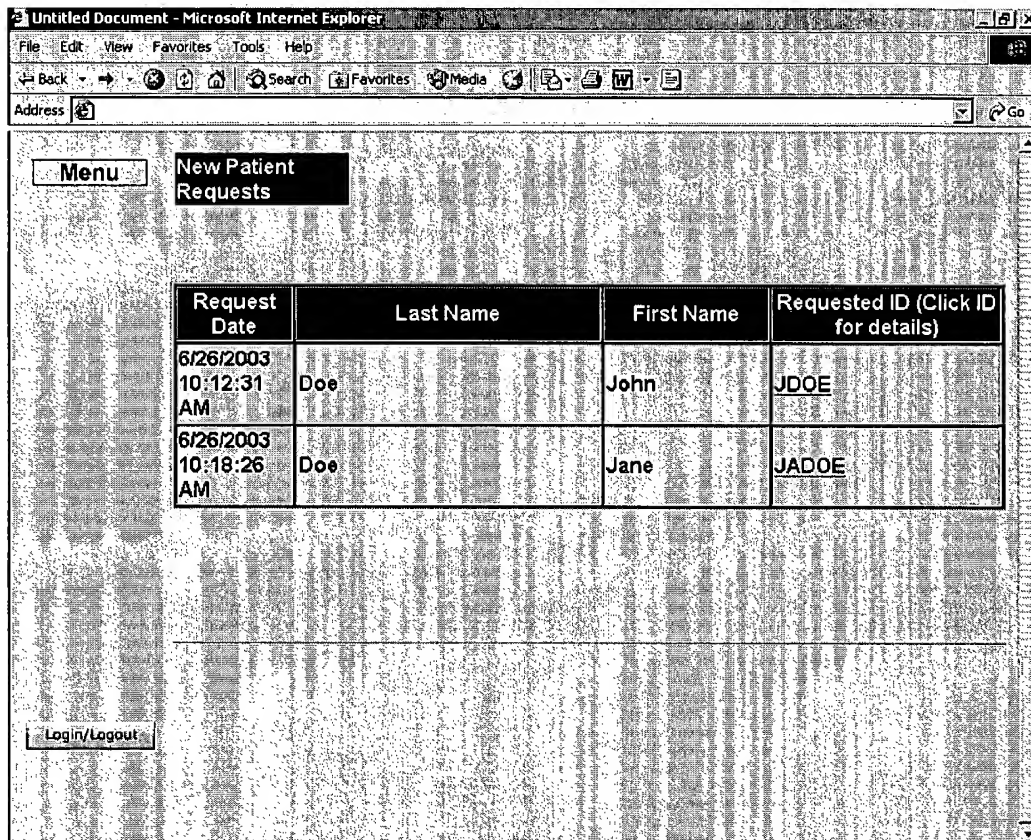 Untitled Document - Microsoft Internet Explorer
File Edit View Favorites Tools Help
Back Search Favorites Media
Address Go
Menu
New Patient
Requests
Request
Date
Last Name
First Name
Requested ID (Click ID
for details)
6/26/2003
10:12:31
AM
Doe
John
JDOE
6/26/2003
10:18:26
AM
Doe
Jane
JADOE
Login/Logout